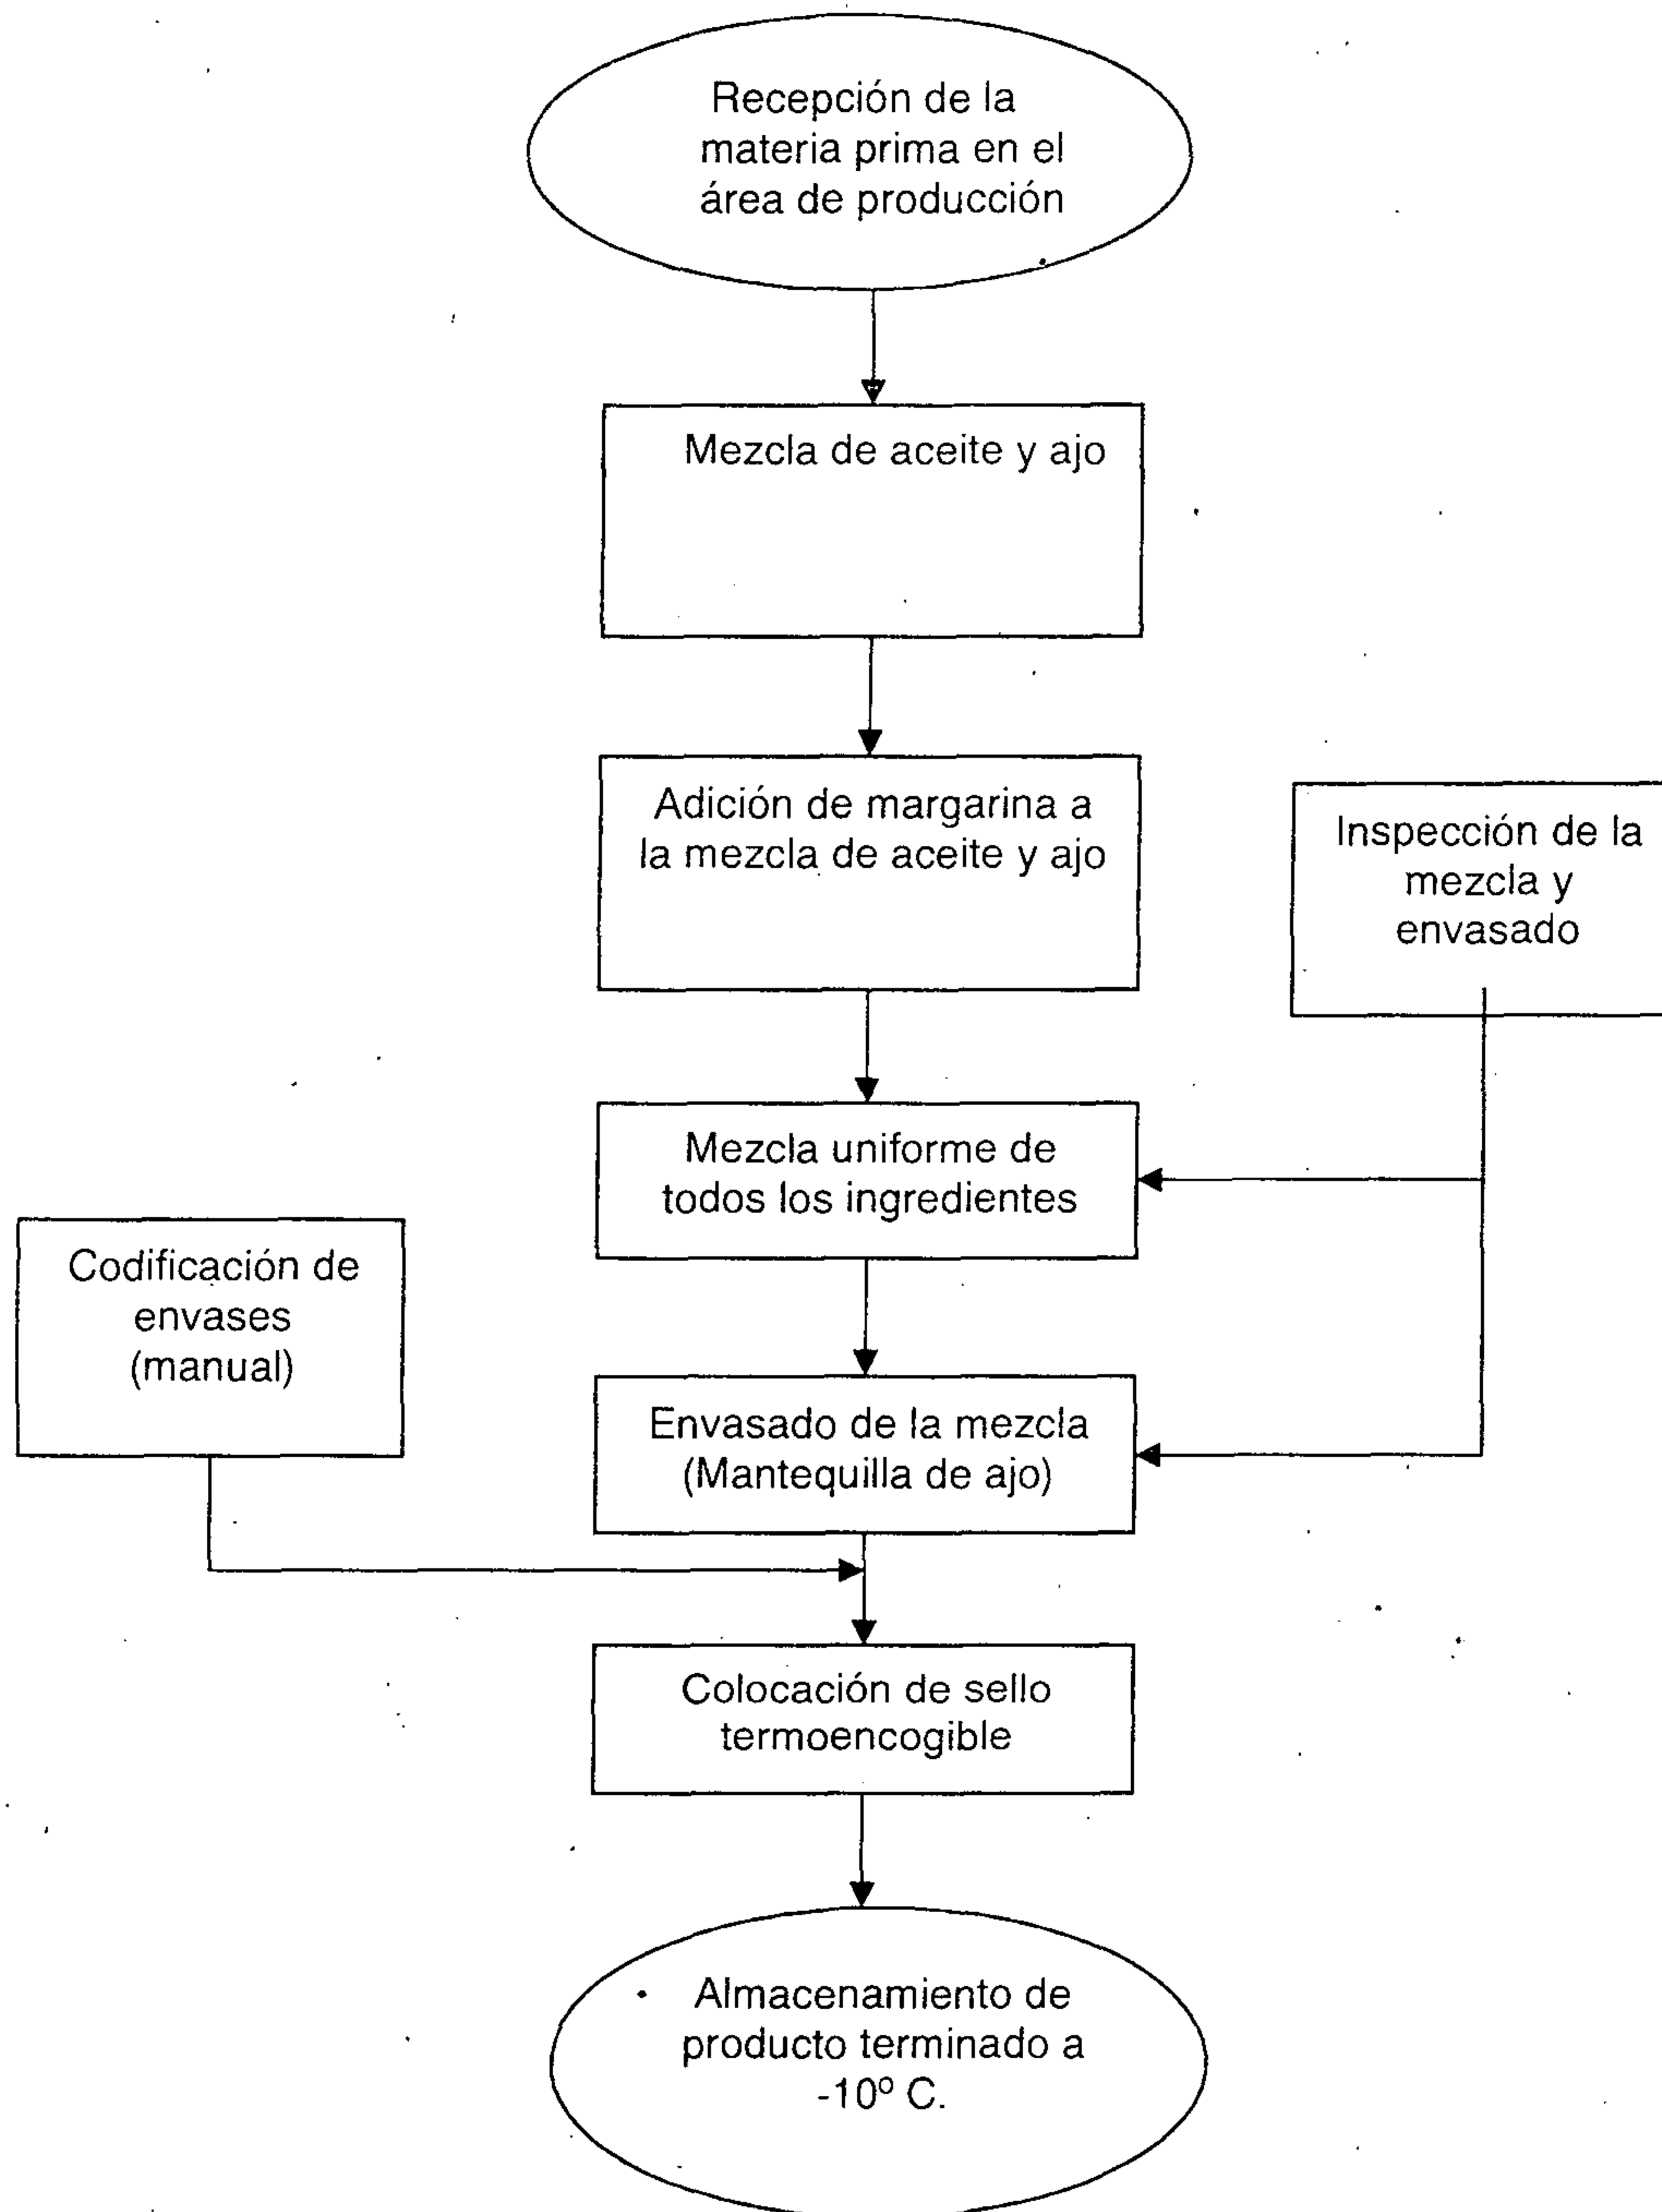 Recepción de la
materia prima en el
área de producción
Mezcla de aceite y ajo
Adición de margarina a
la mezcla de aceite y ajo
Inspección de la
mezcla y
envasado
Mezcla uniforme de
todos los ingredientes
Codificación de
envases
(manual)
Envasado de la mezcla
(Mantequilla de ajo)
Colocación de sello
termoencogible
Almacenamiento de
producto terminado a
-10º C.